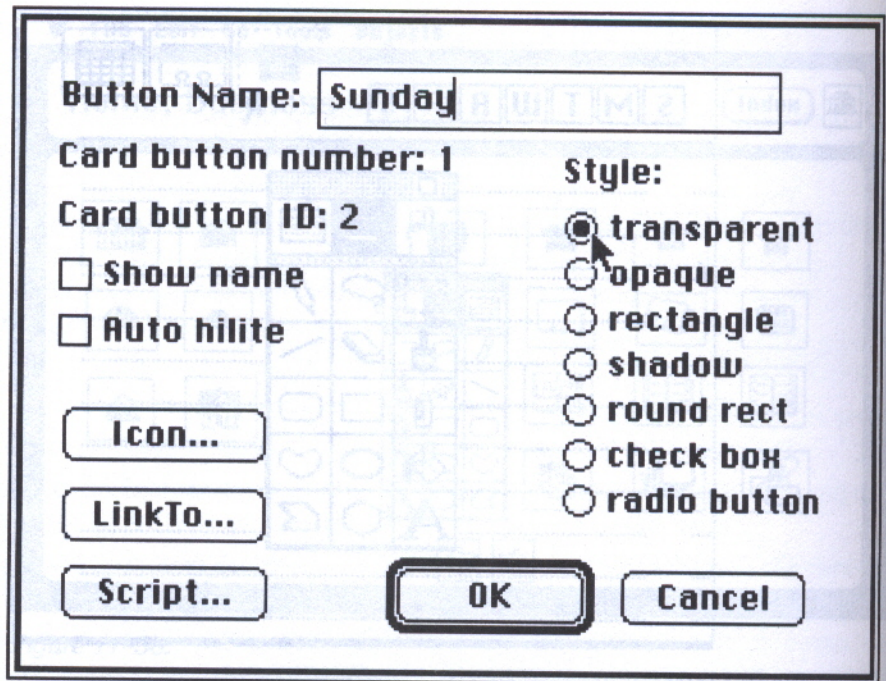 Button Name: Sunday
Card button number: 1
Card button ID: 2
Show name
Auto hilite
Icon...
LinkTo...
Script...
Style:
transparent
opaque
rectangle
shadow
round rect
check box
radio button
OK
Cancel